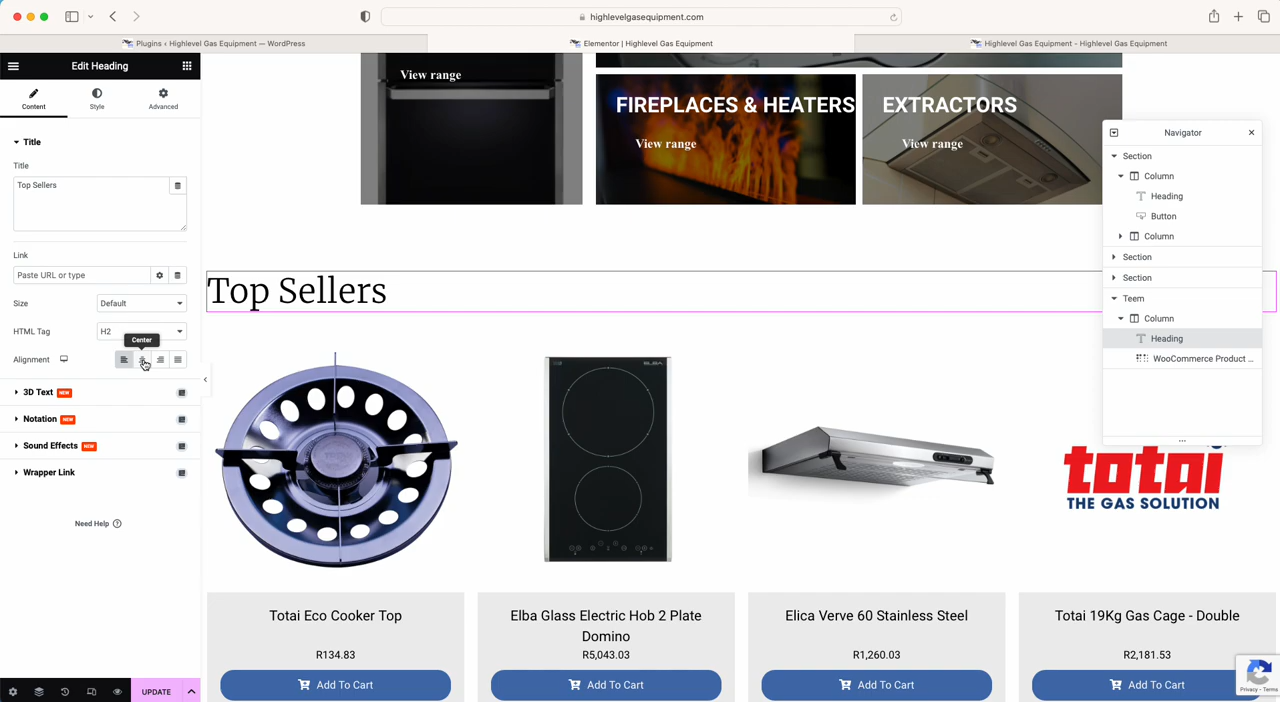 highlevelgasequipment.com
Plugins < Highlevel Gas Equipment — WordPress
Elementor | Highlevel Gas Equipment
Highlevel Gas Equipment - Highlevel Gas Equipment
Edit Heading
Content
Style
Advanced
Title
Title
Top Sellers
Link
Paste URL or type
Size
Default
HTML Tag
H2
Center
Alignment
3D Text NEW
Notation NEW
Sound Effects NEW
Wrapper Link
Need Help
UPDATE
View range
FIREPLACES & HEATERS
View range
EXTRACTORS
View range
Top Sellers
ELBA
totai
THE GAS SOLUTION
Totai Eco Cooker Top
R134.83
Add To Cart
Elba Glass Electric Hob 2 Plate
Domino
R5,043.03
Add To Cart
Elica Verve 60 Stainless Steel
R1,260.03
Add To Cart
Totai 19Kg Gas Cage - Double
R2,181.53
Add To Cart
Navigator
Section
Column
Heading
Button
Column
Section
Section
Teem
Column
Heading
WooCommerce Product ...
Privacy - Terms